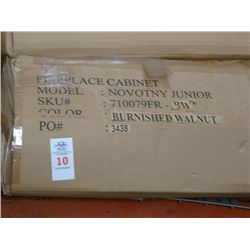 FIREPLACE CABINET
MODEL : NOVOTNY JUNIOR
SKU# : 710079FR - BW
COLOR : BURNISHED WALNUT
PO# : 3438
10